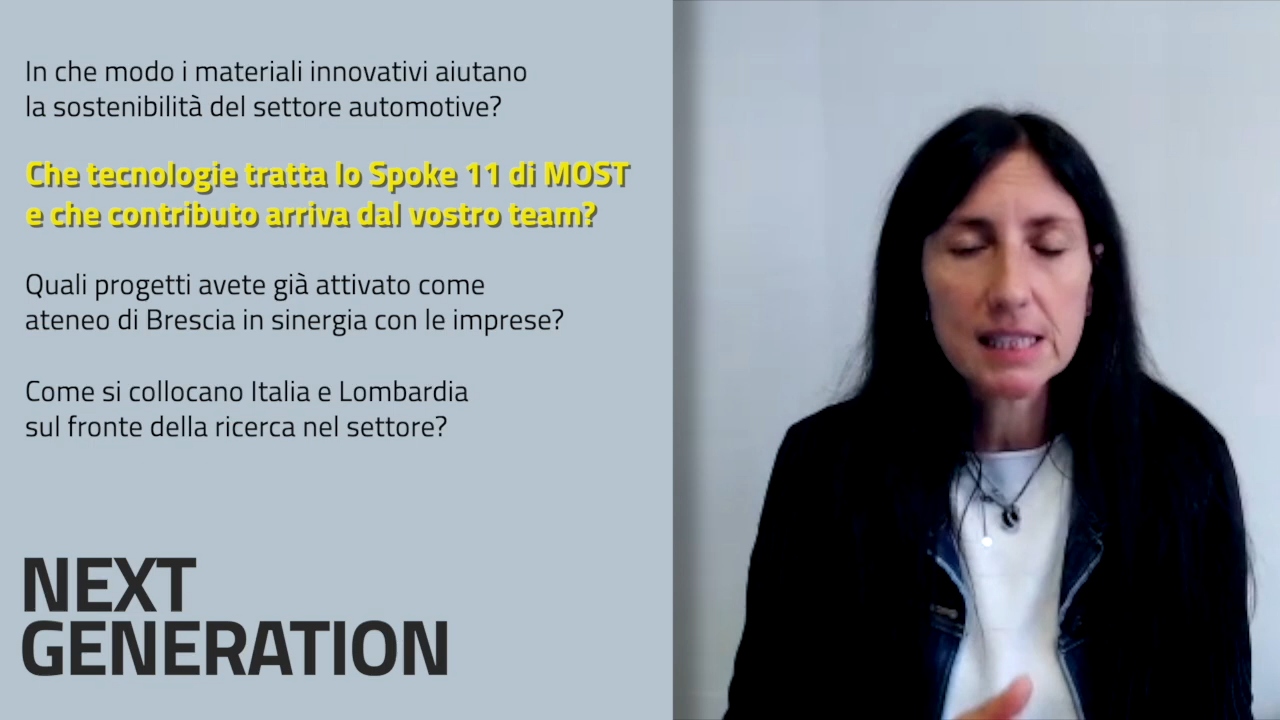 In che modo i materiali innovativi aiutano
la sostenibilità del settore automotive?
Che tecnologie tratta lo Spoke 11 di MOST
e che contributo arriva dal vostro team?
Quali progetti avete già attivato come
ateneo di Brescia in sinergia con le imprese?
Come si collocano Italia e Lombardia
sul fronte della ricerca nel settore?
NEXT
GENERATION